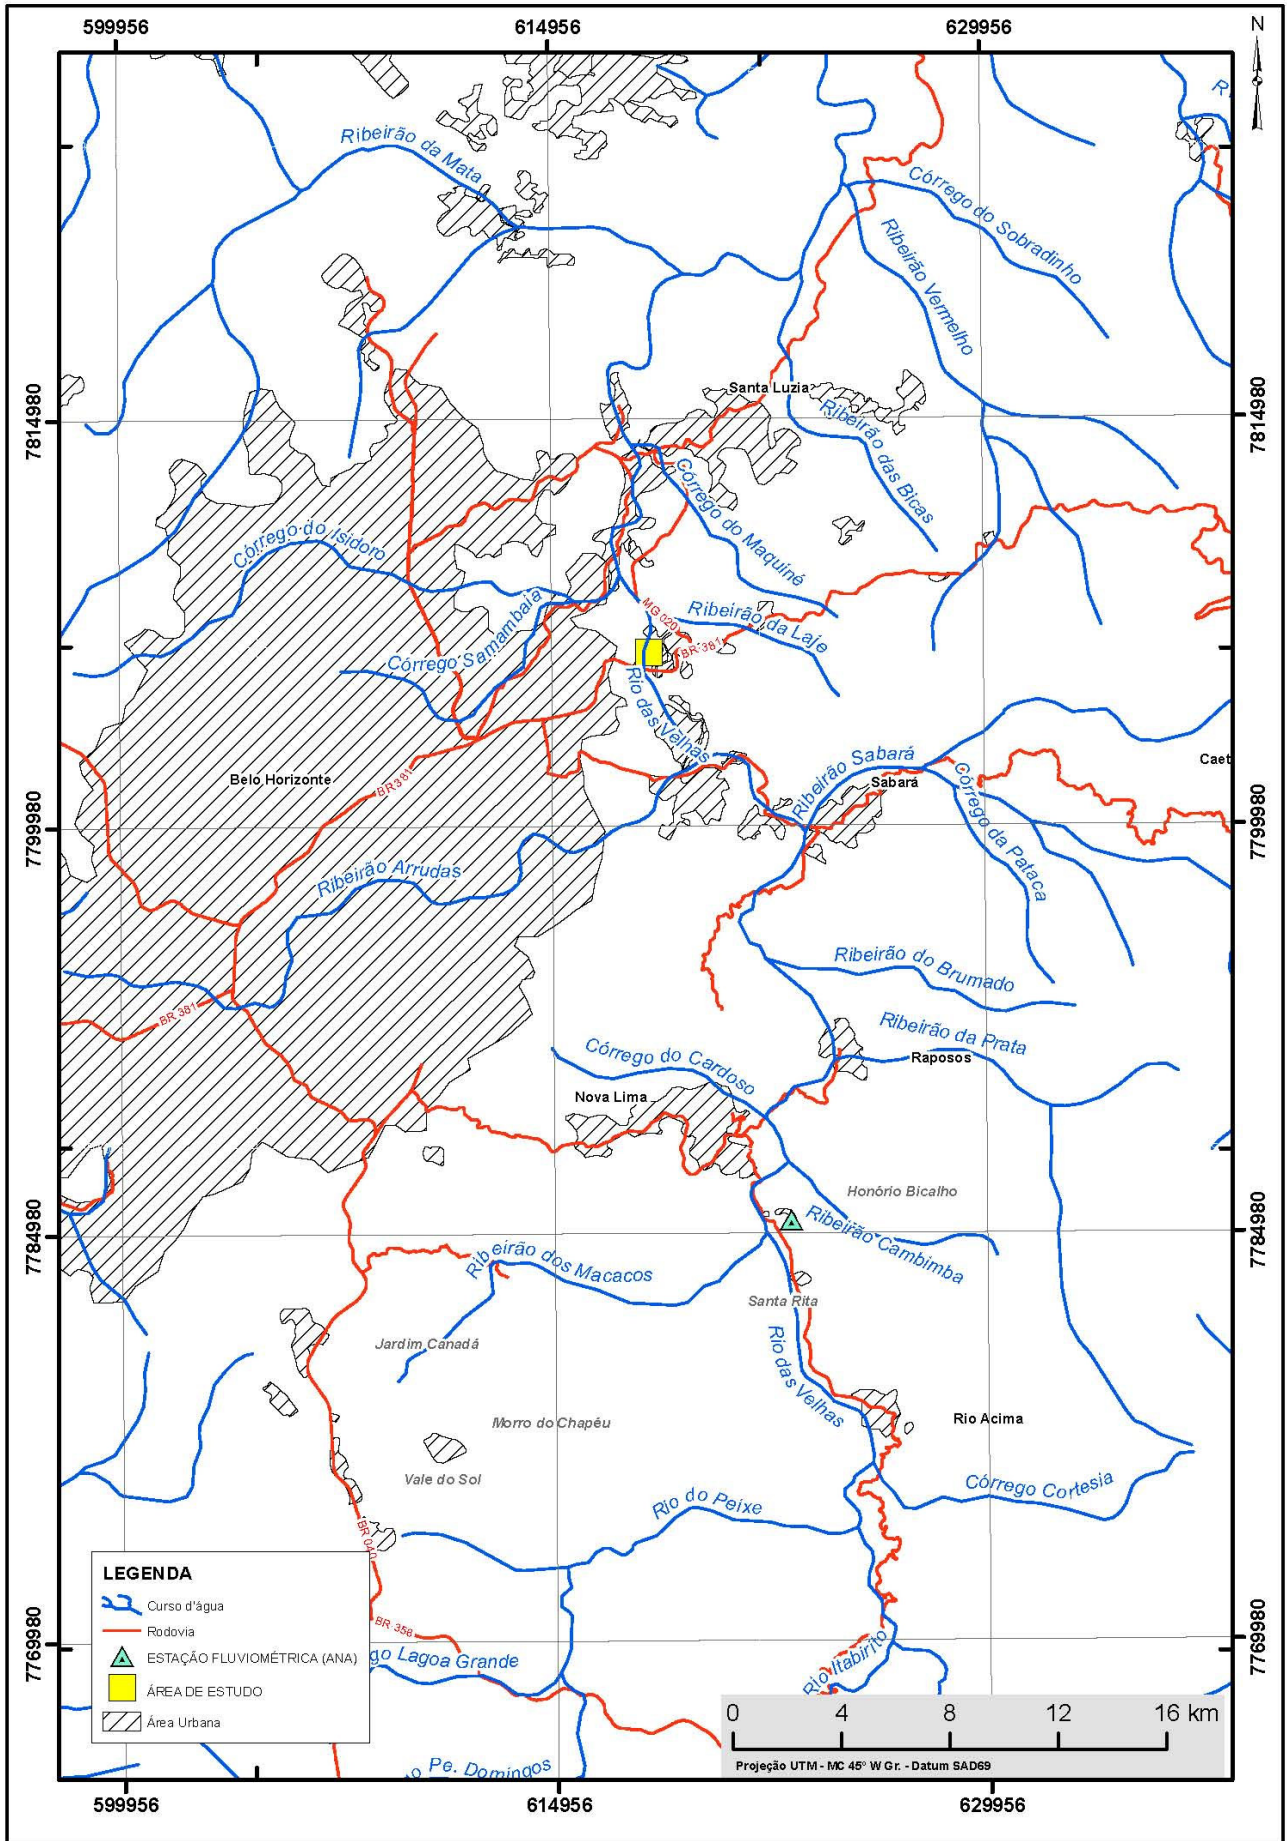 599956
614956
629956
N
Ribeirão da Mata
Córrego do Sobradinho
Ribeirão Vermelho
Santa Luzia
7814980
7814980
Ribeirão das Bicas
Córrego do Maquiné
Córrego do Isidoro
Córrego Samambaia
MG 020
Ribeirão da Laje
BR 381
Rio das Velhas
Belo Horizonte
BR 381
Ribeirão Sabará
Sabará
Caet
Córrego da Pataca
7799980
7799980
Ribeirão Arrudas
Ribeirão do Brumado
BR 381
Ribeirão da Prata
Córrego do Cardoso
Raposos
Nova Lima
Honório Bicalho
7784980
7784980
Ribeirão Cambimba
Ribeirão dos Macacos
Santa Rita
Jardim Canadá
Rio das Velhas
Morro do Chapéu
Rio Acima
Vale do Sol
Córrego Cortesia
Rio do Peixe
BR 040
BR 356
go Lagoa Grande
Rio Itabirito
7769980
7769980
LEGENDA
Curso d'água
Rodovia
ESTAÇÃO FLUVIOMÉTRICA (ANA)
ÁREA DE ESTUDO
Área Urbana
0 4 8 12 16 km
Projeção UTM - MC 45º W Gr. - Datum SAD69
o Pe. Domingos
599956
614956
629956